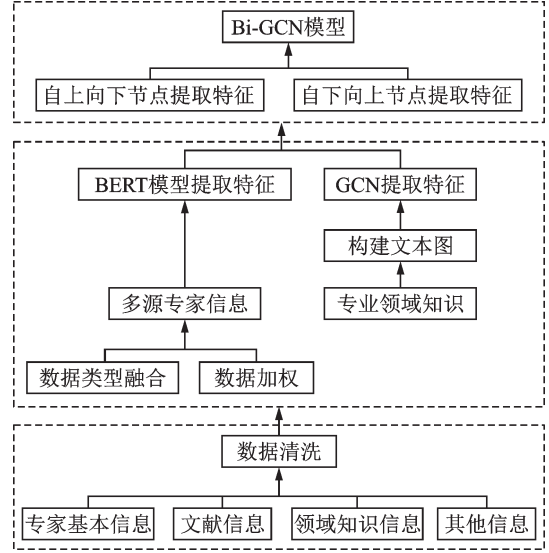 Bi-GCN模型
自上向下节点提取特征
自下向上节点提取特征
BERT模型提取特征
GCN提取特征
构建文本图
多源专家信息
专业领域知识
数据类型融合
数据加权
数据清洗
专家基本信息
文献信息
领域知识信息
其他信息